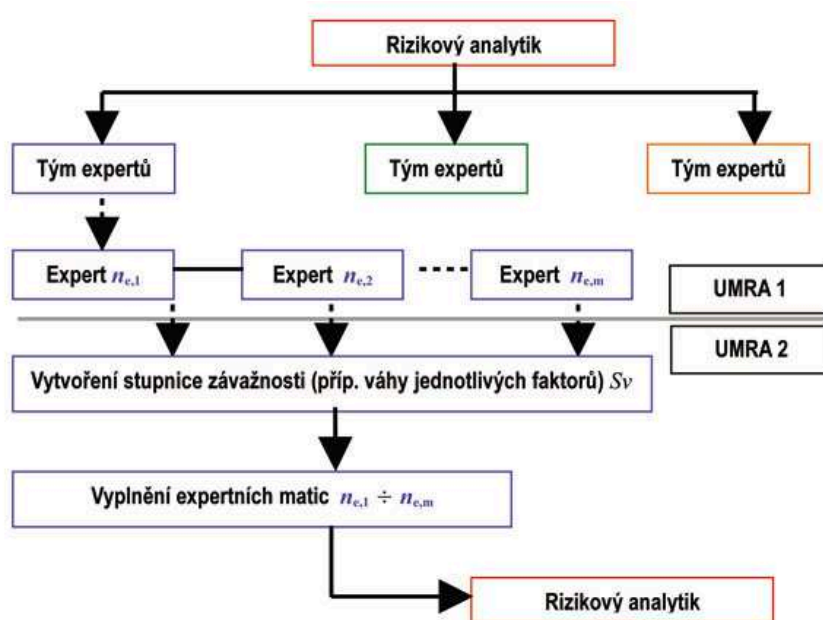 Rizikový analytik
Tým expertů
Tým expertů
Tým expertů
Expert nₑ,₁
Expert nₑ,₂
Expert nₑ,ₘ
UMRA 1
UMRA 2
Vytvoření stupnice závažnosti (příp. váhy jednotlivých faktorů) Sv
Vyplnění expertních matic nₑ,₁ ÷ nₑ,ₘ
Rizikový analytik